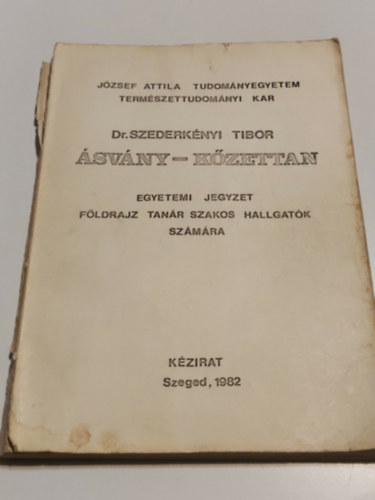 JÓZSEF ATTILA TUDOMÁNYEGYETEM
TERMÉSZETTUDOMÁNYI KAR
Dr. SZEDERKÉNYI TIBOR
ÁSVÁNY-KŐZETTAN
EGYETEMI JEGYZET
FÖLDRAJZ TANÁR SZAKOS HALLGATÓK
SZÁMÁRA
KÉZIRAT
Szeged, 1982